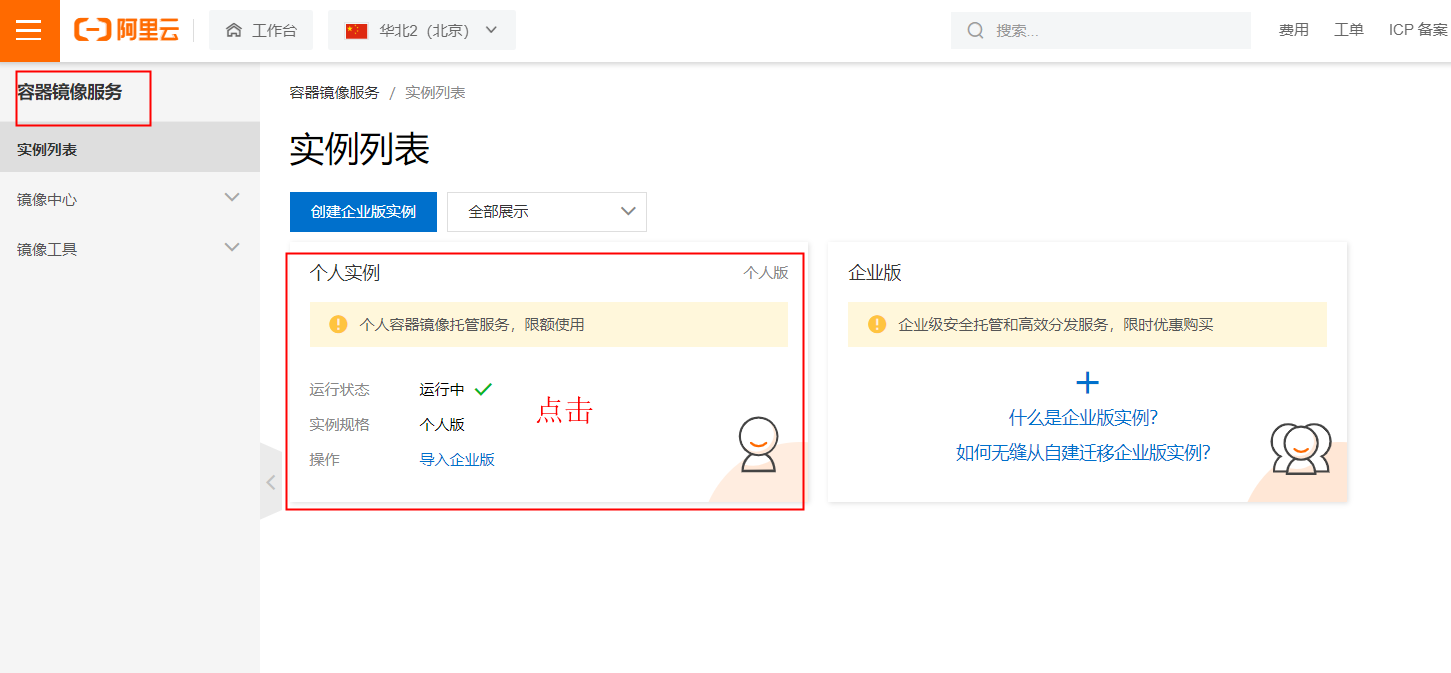 阿里云
工作台
华北2（北京）
搜索...
费用
工单
ICP 备案
容器镜像服务
实例列表
镜像中心
镜像工具
容器镜像服务 / 实例列表
实例列表
创建企业版实例
全部展示
个人实例
个人版
个人容器镜像托管服务，限额使用
运行状态 运行中
实例规格 个人版
操作 导入企业版
点击
企业版
企业级安全托管和高效分发服务，限时优惠购买
什么是企业版实例?
如何无缝从自建迁移企业版实例?